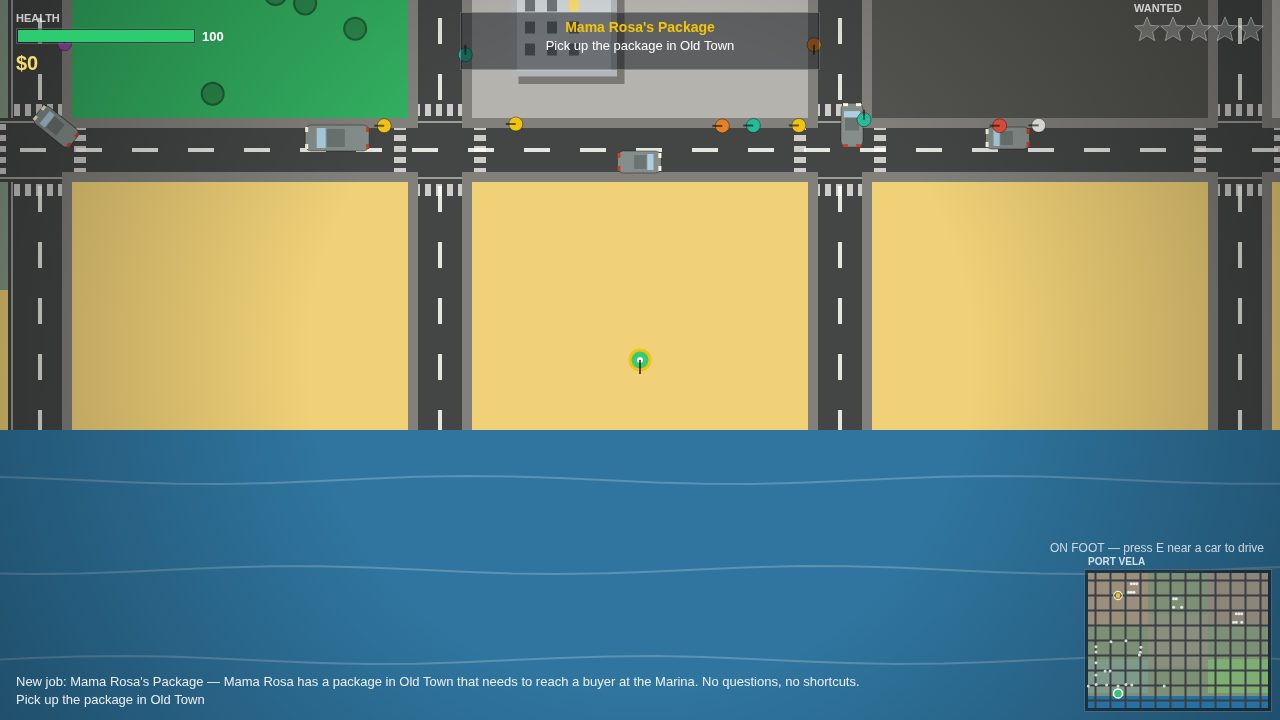 HEALTH
100
$0
Mama Rosa's Package
Pick up the package in Old Town
WANTED
ON FOOT — press E near a car to drive
PORT VELA
New job: Mama Rosa's Package — Mama Rosa has a package in Old Town that needs to reach a buyer at the Marina. No questions, no shortcuts.
Pick up the package in Old Town